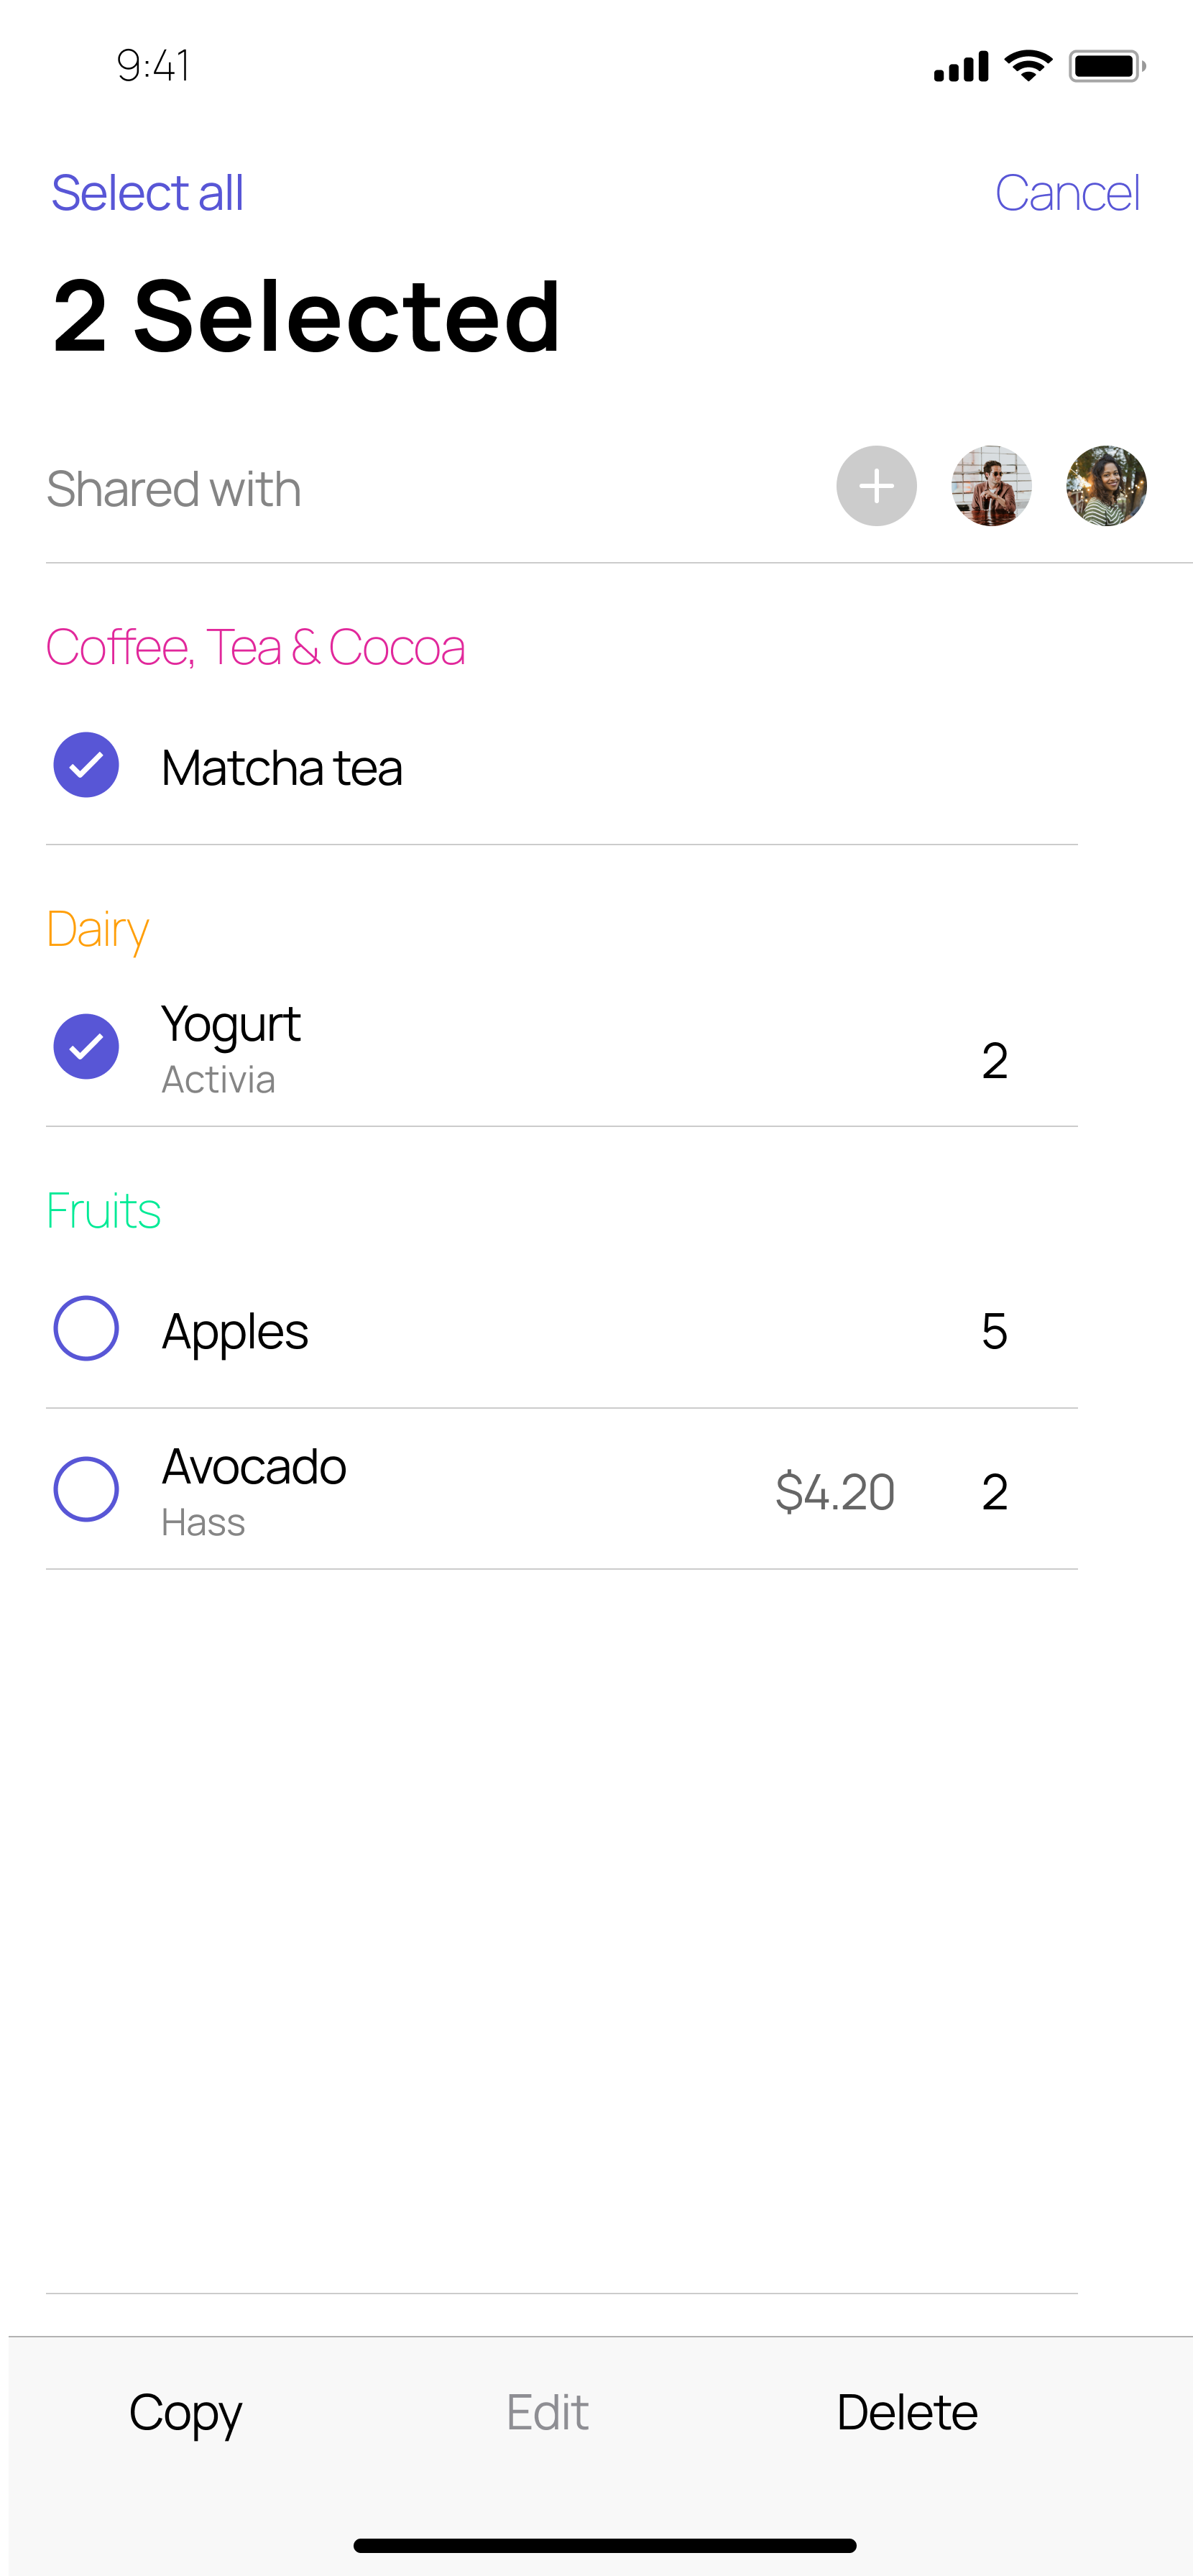 9:41
Select all Cancel
2 Selected
Shared with
Coffee, Tea & Cocoa
Matcha tea
Dairy
Yogurt
Activia
2
Fruits
Apples 5
Avocado
Hass
$4.20 2
Copy Edit Delete